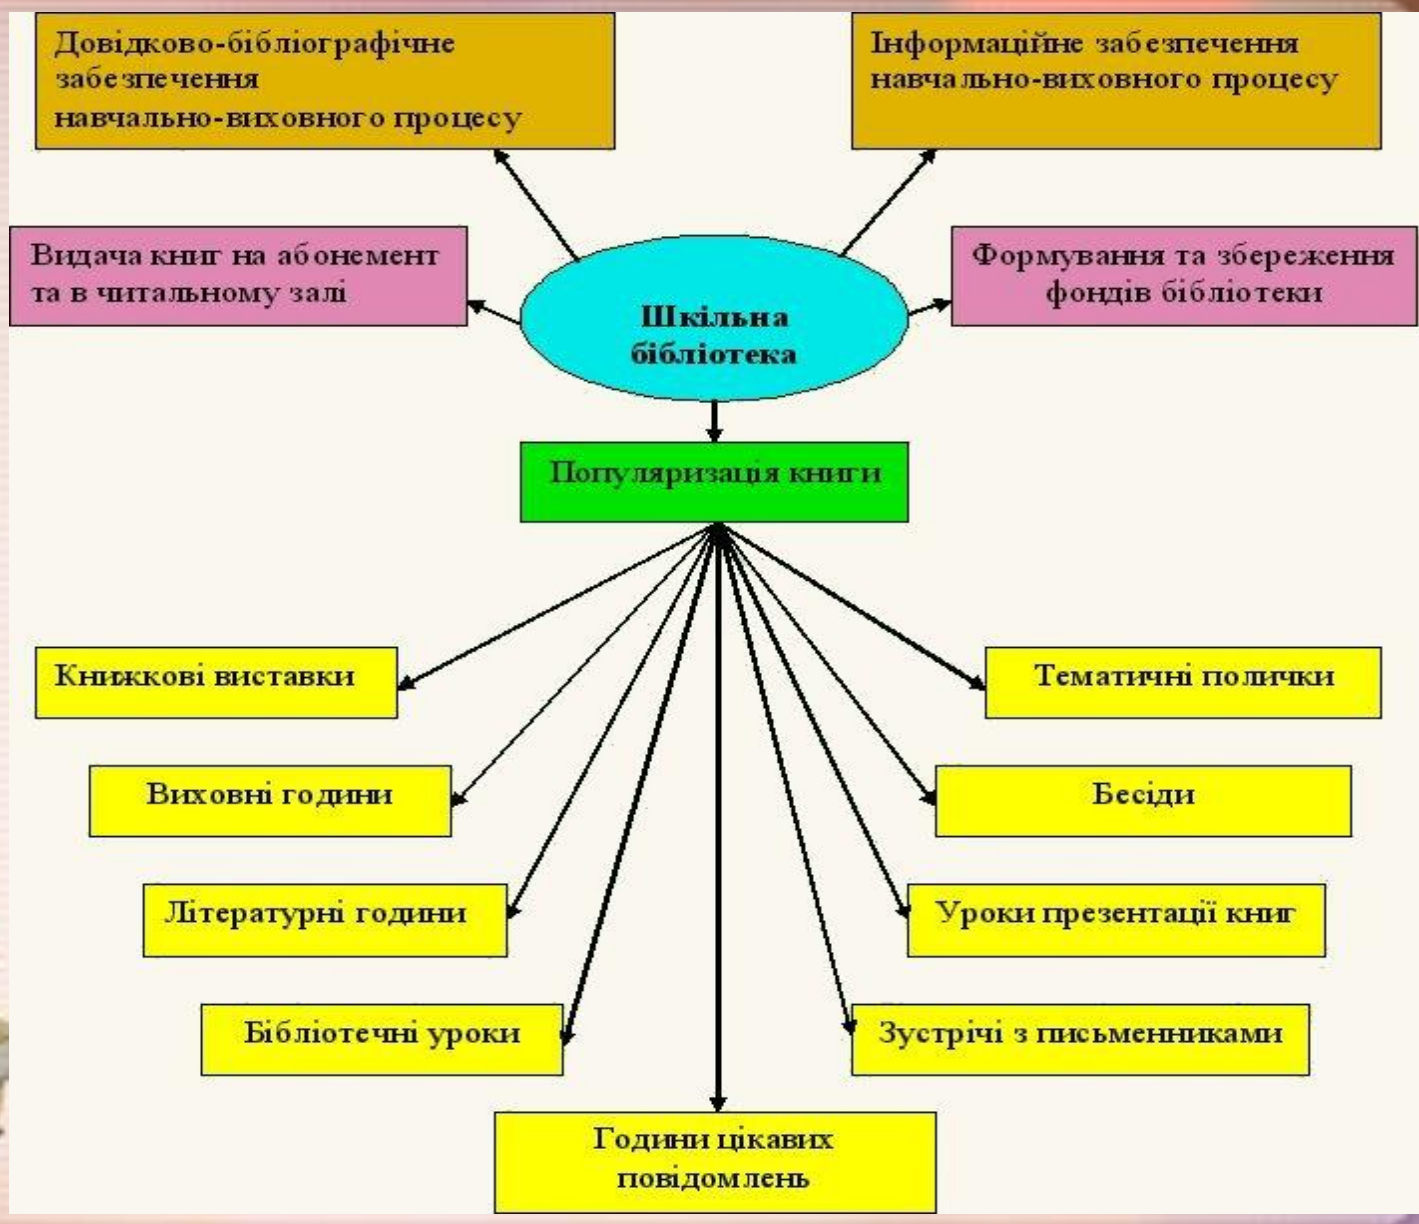 Довідково-бібліографічне
забезпечення
навчально-виховного процесу
Інформаційне забезпечення
навчально-виховного процесу
Видача книг на абонемент
та в читальному залі
Формування та збереження
фондів бібліотеки
Шкільна
бібліотека
Популяризація книги
Книжкові виставки
Тематичні полички
Виховні години
Бесіди
Літературні години
Уроки презентації книг
Бібліотечні уроки
Зустрічі з письменниками
Години цікавих
повідомлень